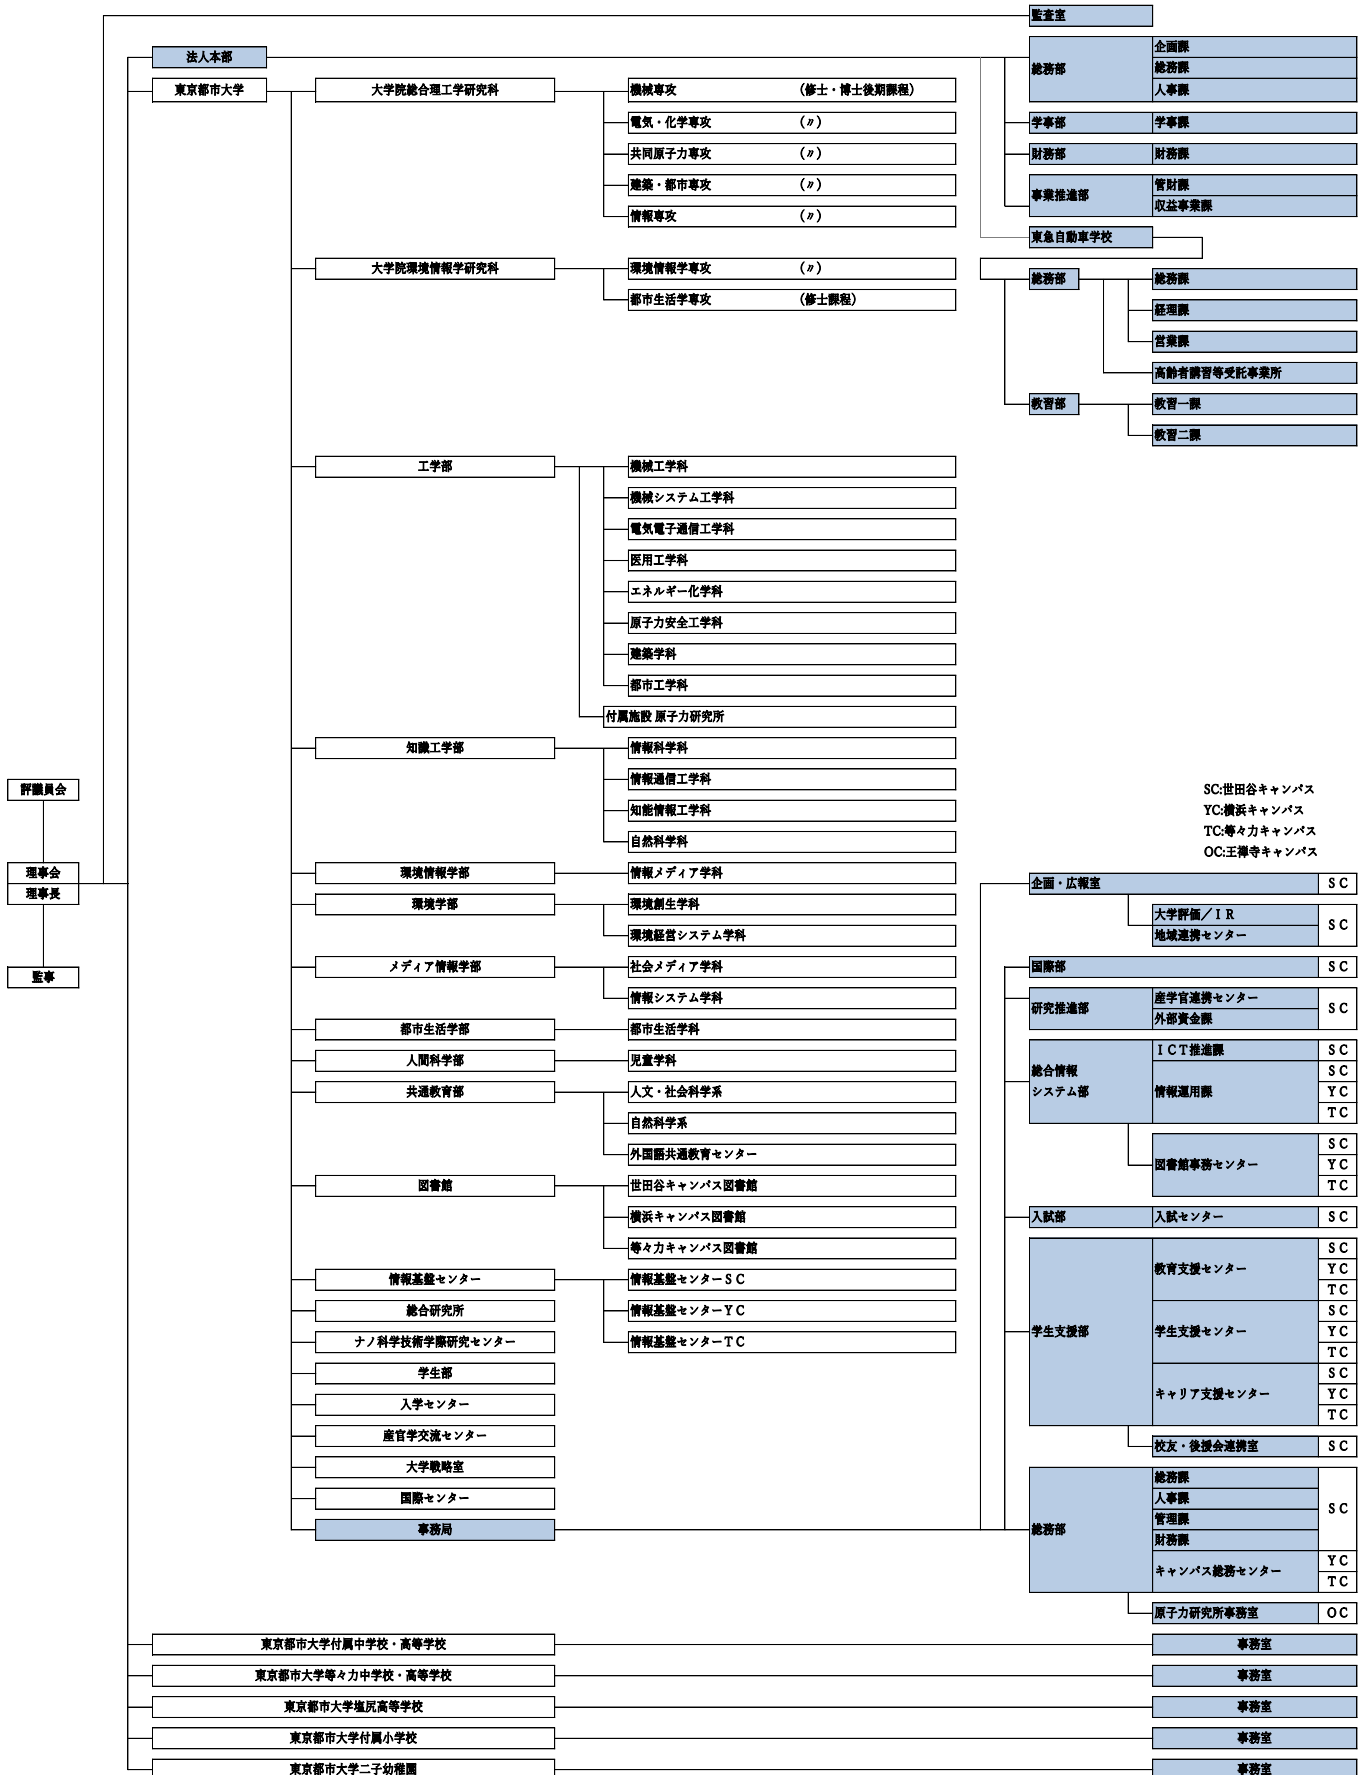 監査室
法人本部
総務部
企画課
総務課
人事課
東京都市大学
大学院総合理工学研究科
機械専攻 (修士・博士後期課程)
電気・化学専攻 (〃)
学事部 学事課
共同原子力専攻 (〃)
財務部 財務課
建築・都市専攻 (〃)
事業推進部
管財課
収益事業課
情報専攻 (〃)
東急自動車学校
大学院環境情報学研究科
環境情報学専攻 (〃)
総務部 総務課
都市生活学専攻 (修士課程)
経理課
営業課
高齢者講習等受託事業所
教習部 教習一課
教習二課
工学部
機械工学科
機械システム工学科
電気電子通信工学科
医用工学科
エネルギー化学科
原子力安全工学科
建築学科
都市工学科
付属施設 原子力研究所
知識工学部
情報科学科
情報通信工学科
知能情報工学科
自然科学科
評議員会
理事会
理事長
監事
SC:世田谷キャンパス
YC:横浜キャンパス
TC:等々力キャンパス
OC:王禅寺キャンパス
環境情報学部 情報メディア学科
環境学部 環境創生学科
環境経営システム学科
メディア情報学部 社会メディア学科
情報システム学科
都市生活学部 都市生活学科
人間科学部 児童学科
共通教育部 人文・社会科学系
自然科学系
外国語共通教育センター
図書館 世田谷キャンパス図書館
横浜キャンパス図書館
等々力キャンパス図書館
情報基盤センター 情報基盤センターSC
総合研究所 情報基盤センターYC
ナノ科学技術学際研究センター 情報基盤センターTC
学生部
入学センター
産官学交流センター
大学戦略室
国際センター
事務局
企画・広報室 SC
大学評価/IR
地域連携センター
SC
国際部 SC
研究推進部
産学官連携センター
外部資金課
SC
総合情報
システム部
ICT推進課 SC
情報運用課
SC
YC
TC
図書館事務センター
SC
YC
TC
入試部 入試センター SC
学生支援部
教育支援センター
SC
YC
TC
学生支援センター
SC
YC
TC
キャリア支援センター
SC
YC
TC
校友・後援会連携室 SC
総務部
総務課
人事課
管理課
財務課
SC
キャンパス総務センター
YC
TC
原子力研究所事務室 OC
東京都市大学付属中学校・高等学校 事務室
東京都市大学等々力中学校・高等学校 事務室
東京都市大学塩尻高等学校 事務室
東京都市大学付属小学校 事務室
東京都市大学二子幼稚園 事務室